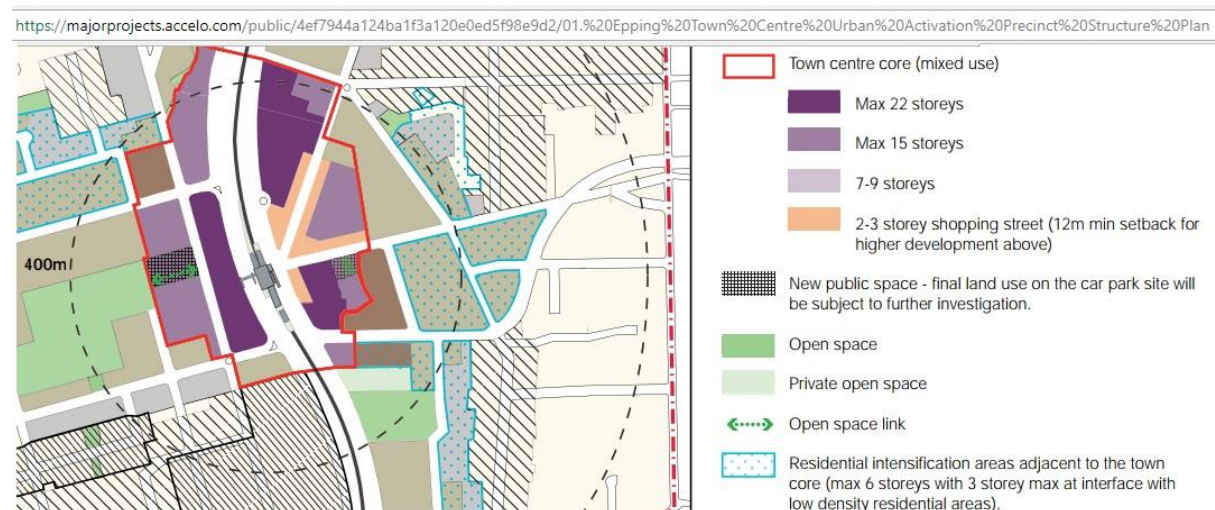 https://majorprojects.accelo.com/public/4ef7944a124ba1f3a120e0ed5f98e9d2/01.%20Epping%20Town%20Centre%20Urban%20Activation%20Precinct%20Structure%20Plan
400m
Town centre core (mixed use)
Max 22 storeys
Max 15 storeys
7-9 storeys
2-3 storey shopping street (12m min setback for
higher development above)
New public space - final land use on the car park site will
be subject to further investigation.
Open space
Private open space
Open space link
Residential intensification areas adjacent to the town
core (max 6 storeys with 3 storey max at interface with
low density residential areas).